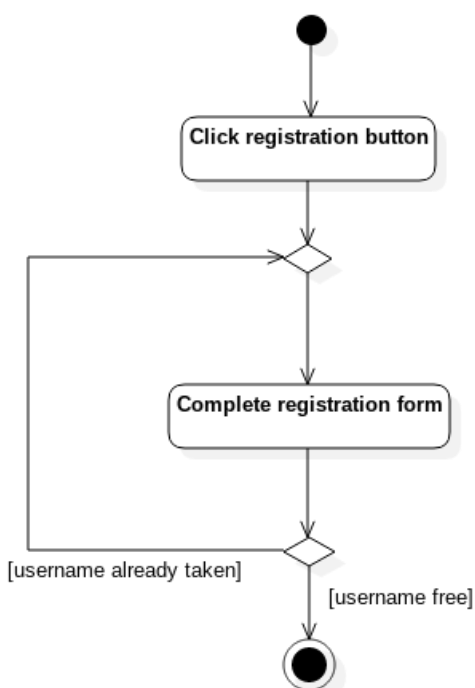 Click registration button
Complete registration form
[username already taken]
[username free]